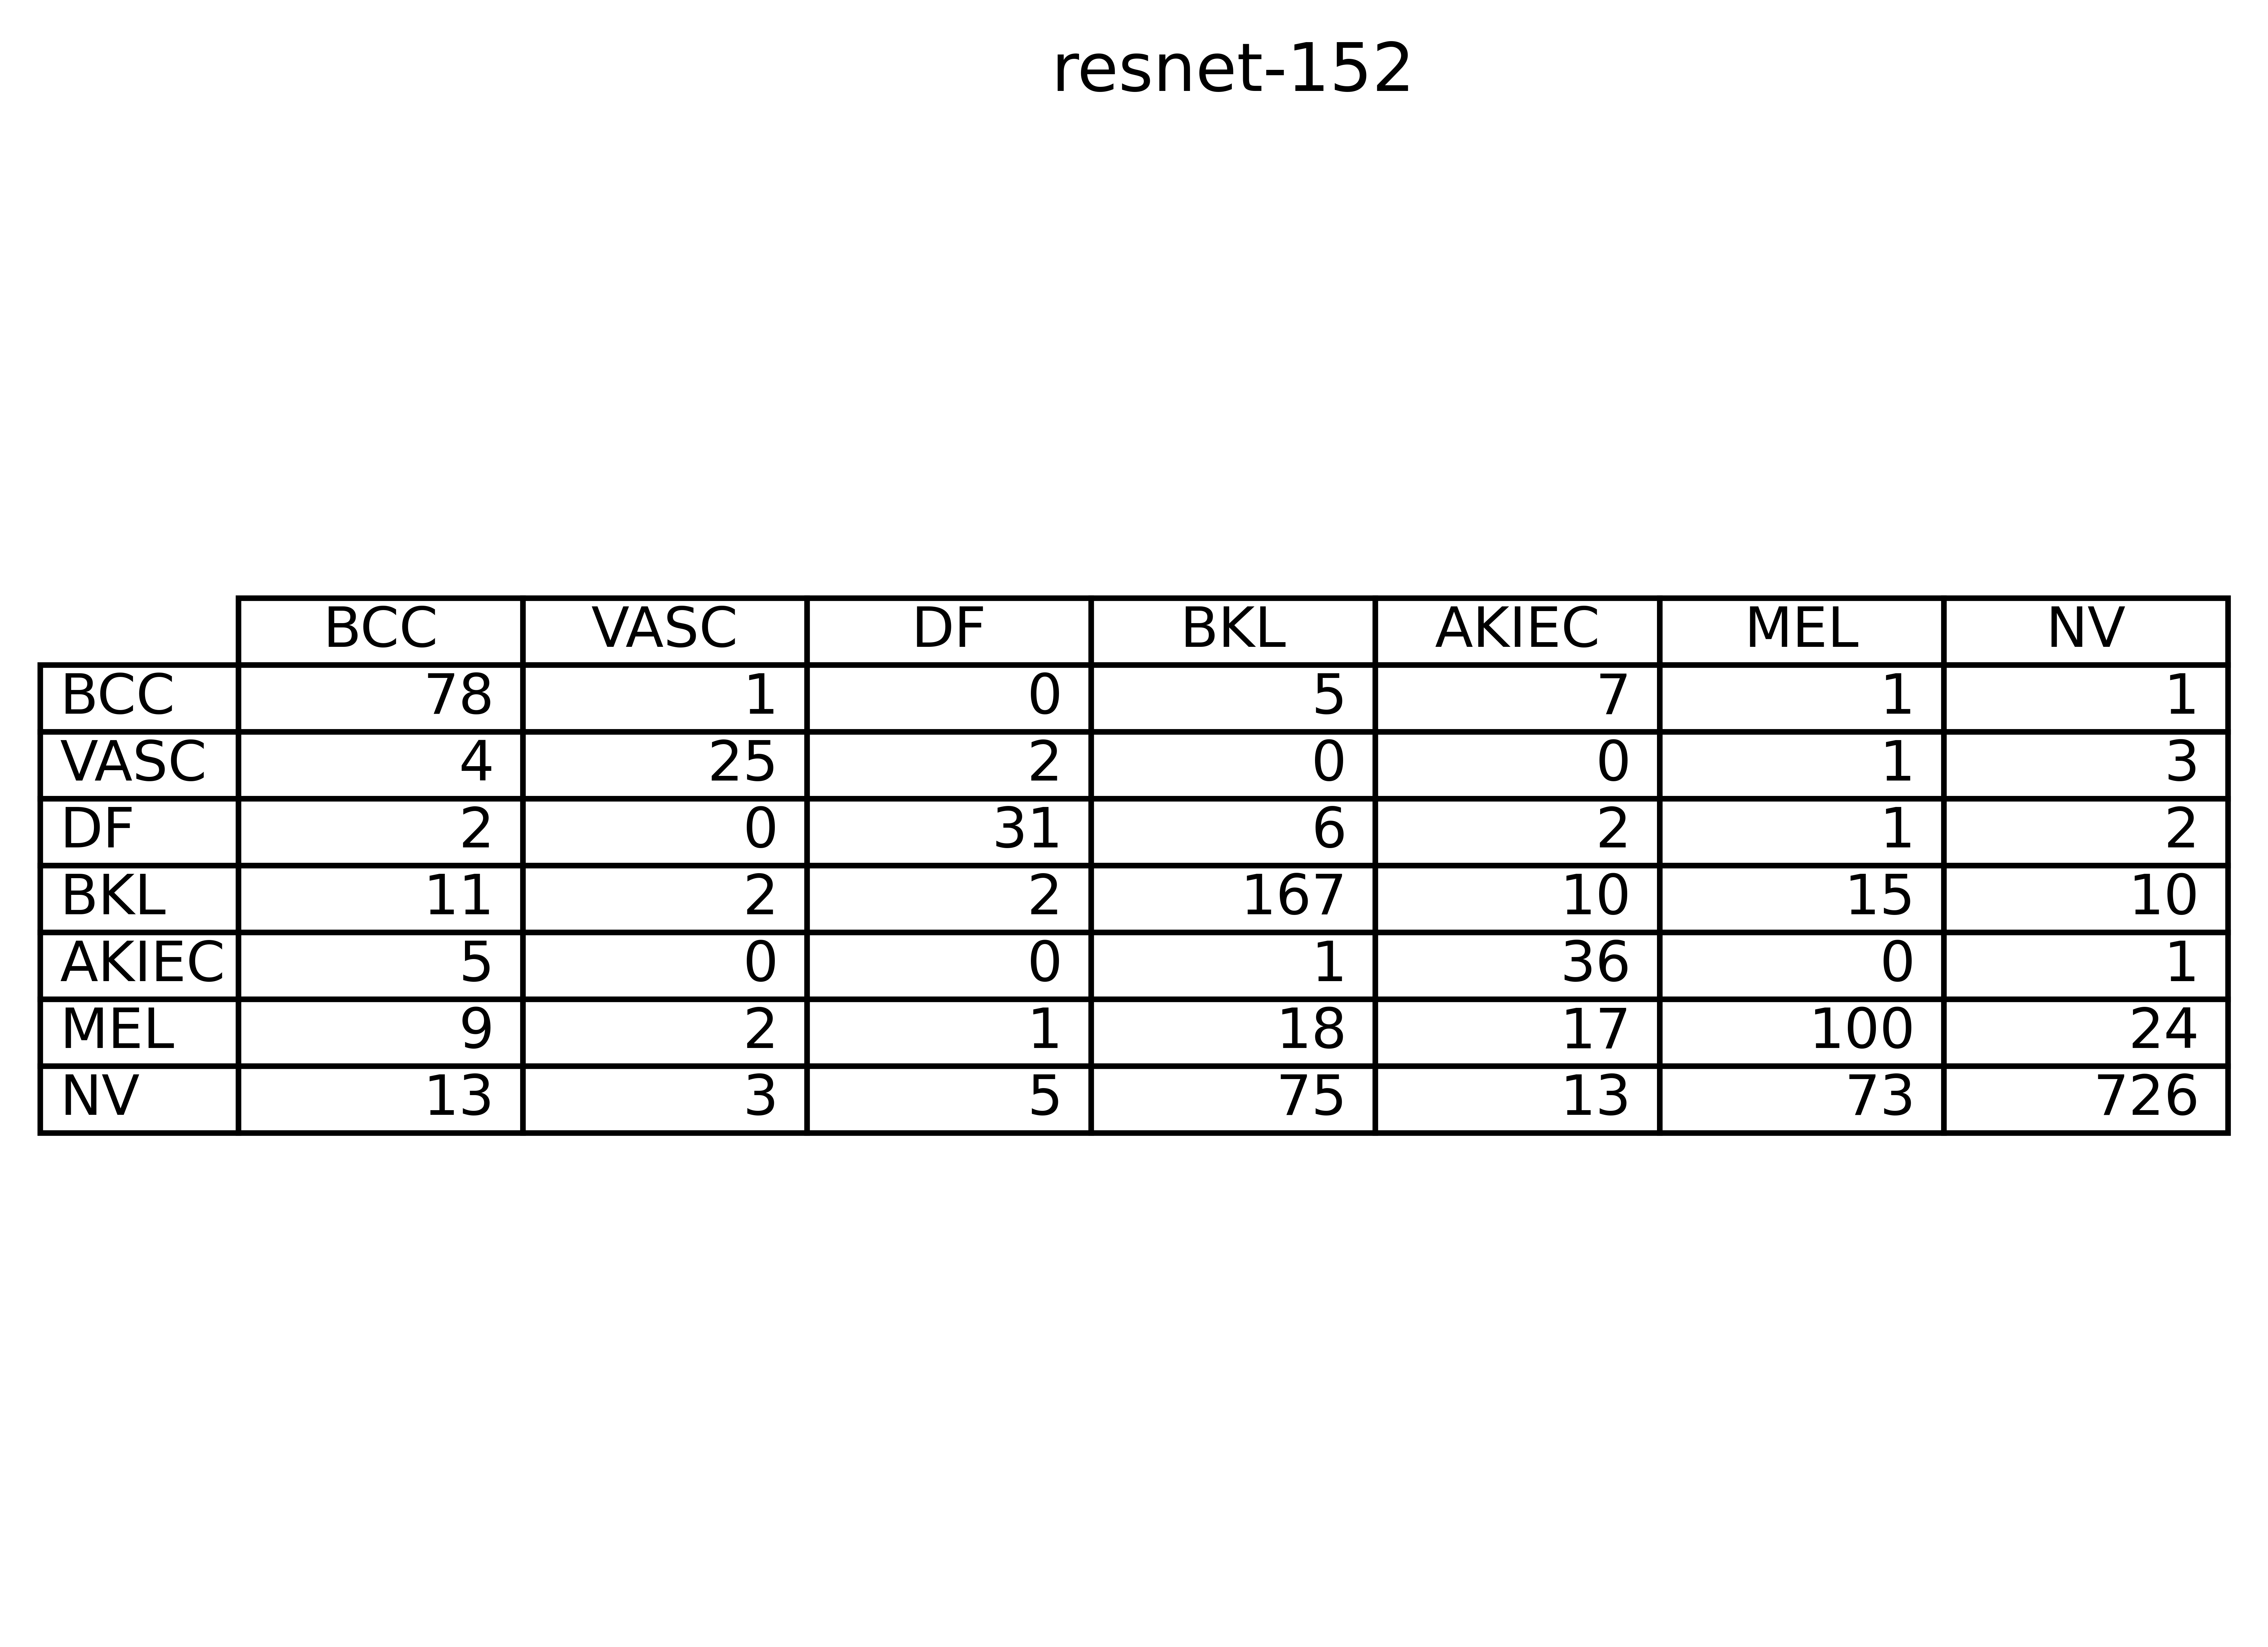 resnet-152
BCC VASC DF BKL AKIEC MEL NV
BCC 78 1 0 5 7 1 1
VASC 4 25 2 0 0 1 3
DF 2 0 31 6 2 1 2
BKL 11 2 2 167 10 15 10
AKIEC 5 0 0 1 36 0 1
MEL 9 2 1 18 17 100 24
NV 13 3 5 75 13 73 726